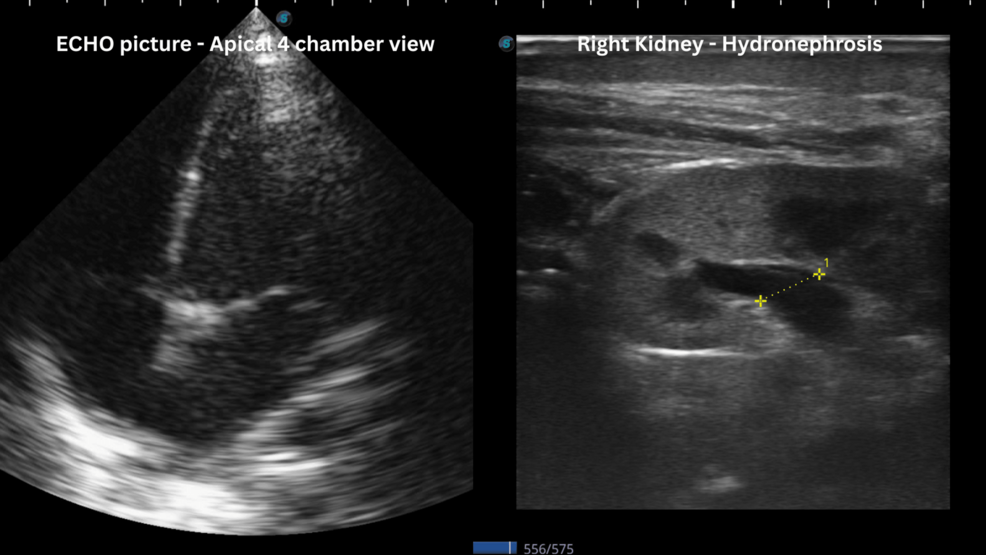 ECHO picture - Apical 4 chamber view
Right Kidney - Hydronephrosis
S
S
1
556/575